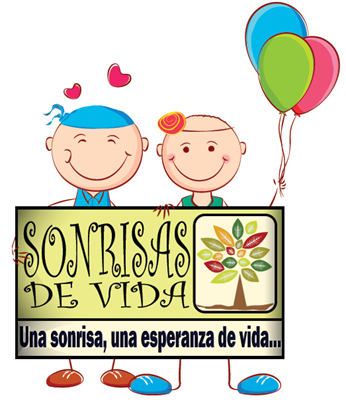 SONRISAS
DE VIDA
Una sonrisa, una esperanza de vida...